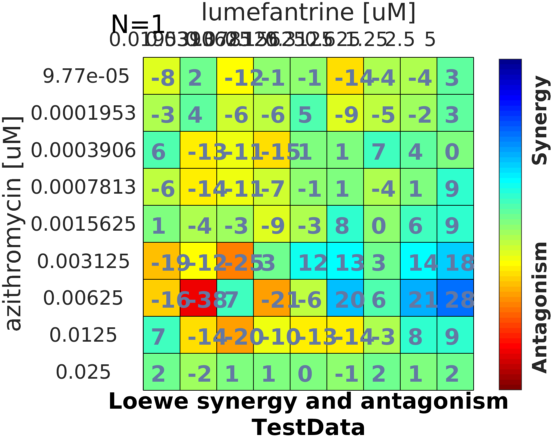 N=1
lumefantrine [uM]
1.25 2.5 5
azithromycin [uM]
9.77e-05 -8 2 -12 -1 -1 -14 -4 -4 3
0.0001953 -3 4 -6 -6 5 -9 -5 -2 3
0.0003906 6 -13 -11 -15 1 1 7 4 0
0.0007813 -6 -14 -11 -7 -1 1 -4 1 9
0.0015625 1 -4 -3 -9 -3 8 0 6 9
0.003125 -19 -12 -25 3 12 13 3 14 18
0.00625 -16 -38 7 -21 -6 20 6 21 28
0.0125 7 -14 -20 -10 -13 -14 -3 8 9
0.025 2 -2 1 1 0 -1 2 1 2
Synergy
Antagonism
Loewe synergy and antagonism
TestData